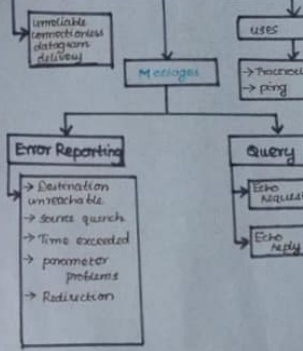 unreliable
connectionless
datagram
delivery
uses
→ Traceroute
→ ping
Messages
Error Reporting
Query
→ Destination
unreachable
→ Source quench
→ Time exceeded
→ parameter
problems
→ Redirection
Echo
Request
Echo
Reply